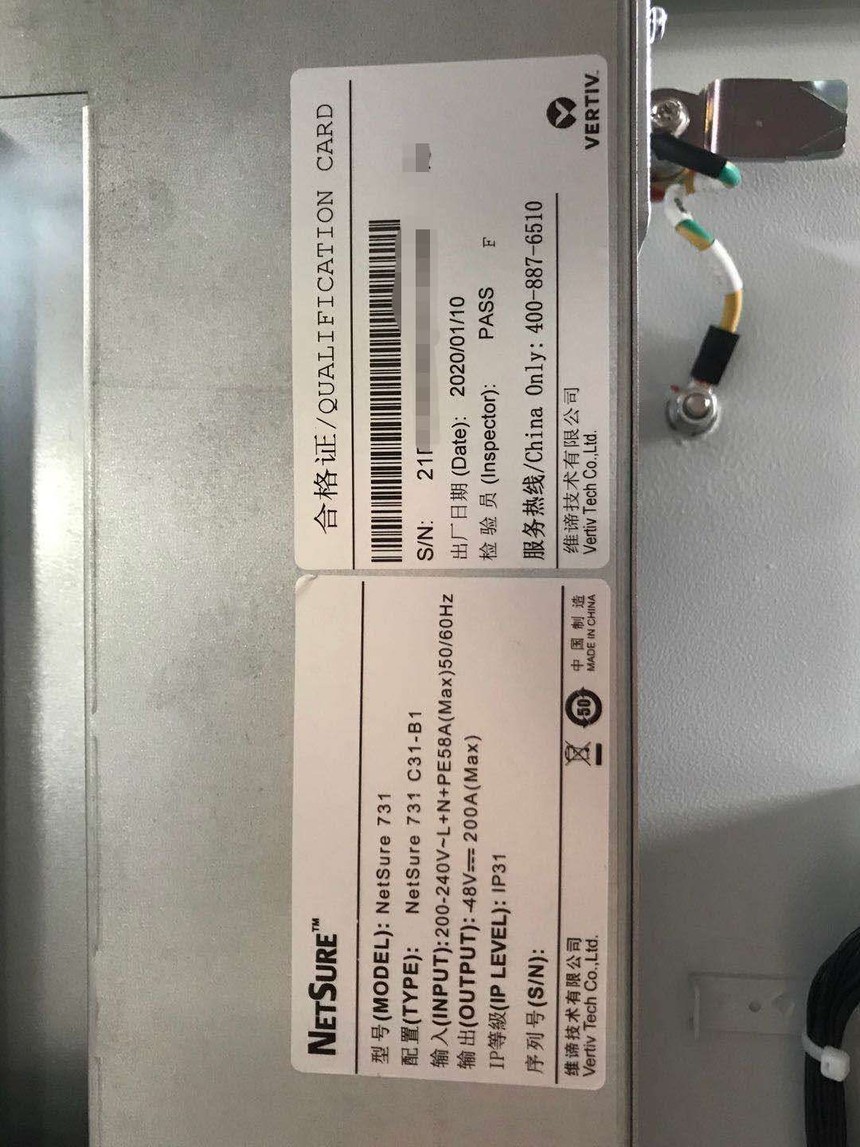 NETSURE™
型号(MODEL): NetSure 731
配置(TYPE): NetSure 731 C31-B1
输入(INPUT):200-240V~L+N+PE58A(Max)50/60Hz
输出(OUTPUT):-48V⎓200A(Max)
IP等级(IP LEVEL): IP31
序列号(S/N):
维谛技术有限公司
Vertiv Tech Co.,Ltd.
50
中国制造
MADE IN CHINA
合格证/QUALIFICATION CARD
S/N: 21
出厂日期(Date): 2020/01/10
检验员(Inspector): PASS F
服务热线/China Only: 400-887-6510
维谛技术有限公司
Vertiv Tech Co.,Ltd.
VERTIV.